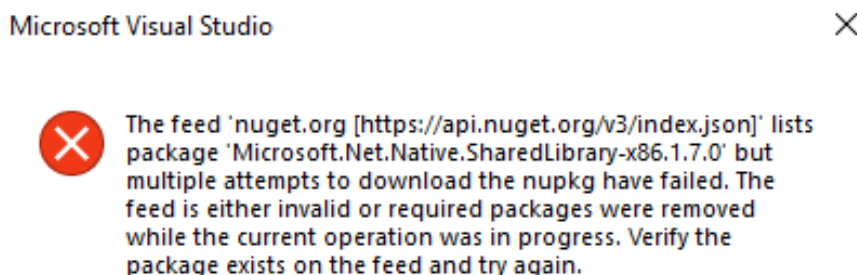 Microsoft Visual Studio
The feed 'nuget.org [https://api.nuget.org/v3/index.json]' lists
package 'Microsoft.Net.Native.SharedLibrary-x86.1.7.0' but
multiple attempts to download the nupkg have failed. The
feed is either invalid or required packages were removed
while the current operation was in progress. Verify the
package exists on the feed and try again.